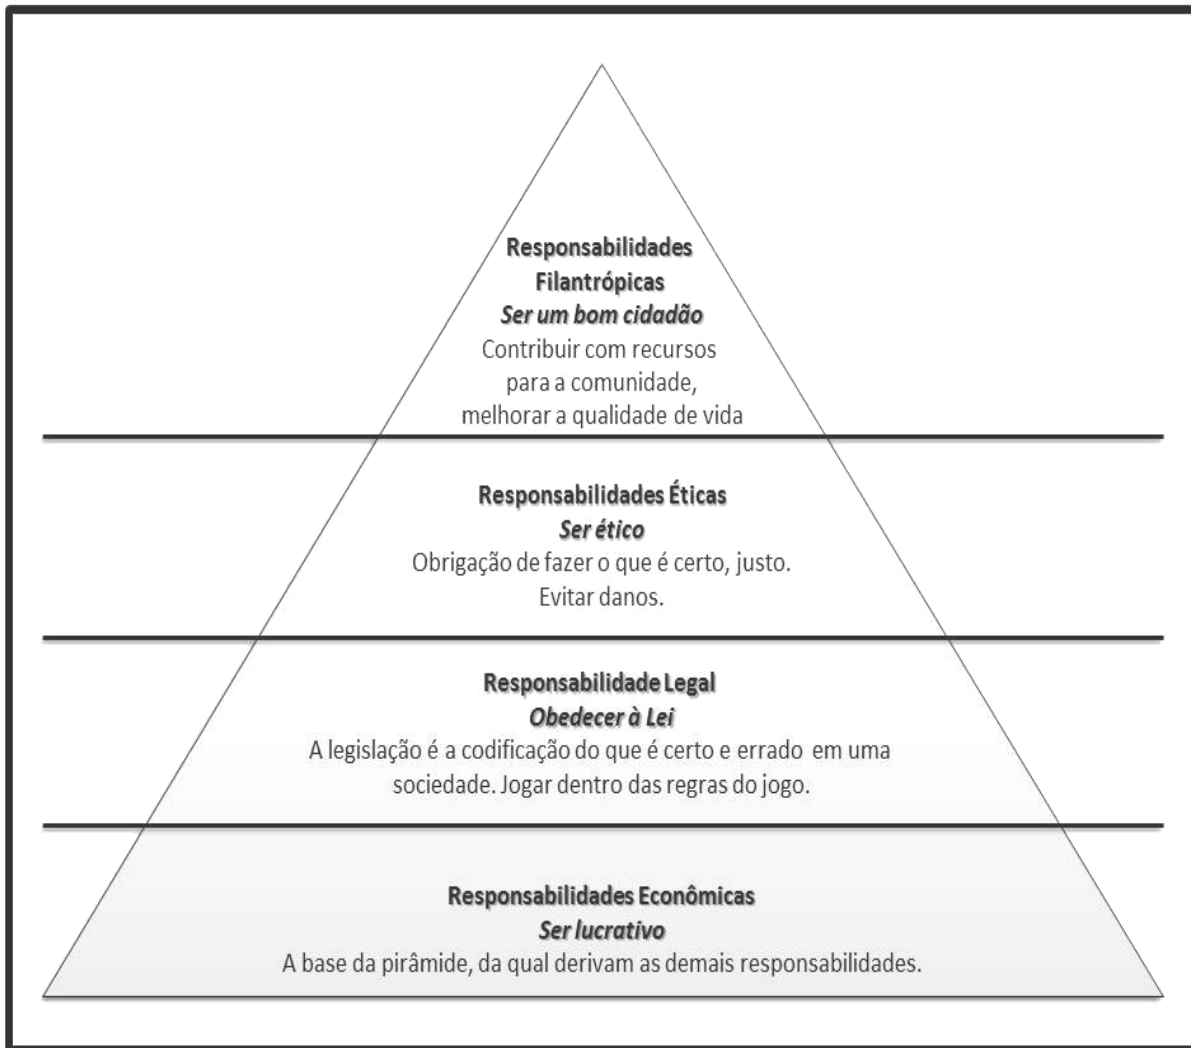 Responsabilidades
Filantrópicas
Ser um bom cidadão
Contribuir com recursos
para a comunidade,
melhorar a qualidade de vida
Responsabilidades Éticas
Ser ético
Obrigação de fazer o que é certo, justo.
Evitar danos.
Responsabilidade Legal
Obedecer à Lei
A legislação é a codificação do que é certo e errado em uma
sociedade. Jogar dentro das regras do jogo.
Responsabilidades Econômicas
Ser lucrativo
A base da pirâmide, da qual derivam as demais responsabilidades.